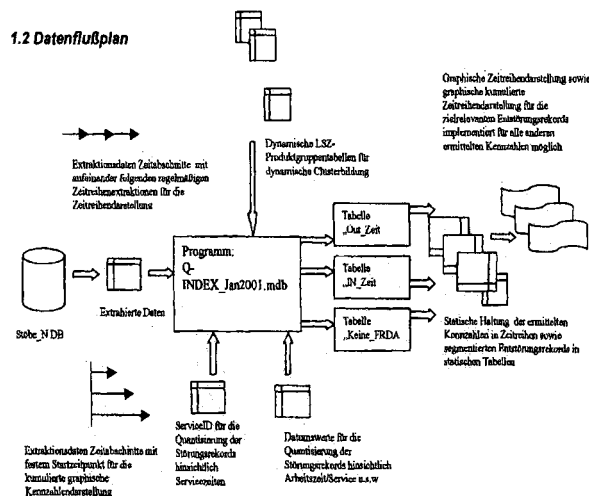 1.2 Datenflußplan
Graphische Zeitreihendarstellung sowie
graphische kumulierte
Zeitreihendarstellung für die
zielrelevanten Entstörungsrekords
implementiert für alle anderen
ermittelten Kennzahlen möglich
Dynamische LSZ-
Produktgruppentabellen für
dynamische Clusterbildung
Extraktionsdaten Zeitabschnitte mit
aufeinander folgenden regelmäßigen
Zeitreihenextraktionen für die
Zeitreihendarstellung
Tabelle
„Out_Zeit
Programm:
Q-
INDEX_Jan2001.mdb
Tabelle
„IN_Zeit
Stobe_N DB
Extrahierte Daten
Tabelle
„Keine_FRDA
Statische Haltung der ermittelten
Kennzahlen in Zeitreihen sowie
segmentierten Entstörungsrekords in
statischen Tabellen
ServiceID für die
Quantisierung der
Störungsrekords
hinsichtlich
Servicezeiten
Datumswerte für die
Quantisierung der
Störungsrekords hinsichtlich
Arbeitszeit/Service u.s.w
Extraktionsdaten Zeitabschnitte mit
festem Startzeitpunkt für die
kumulierte graphische
Kennzahlendarstellung